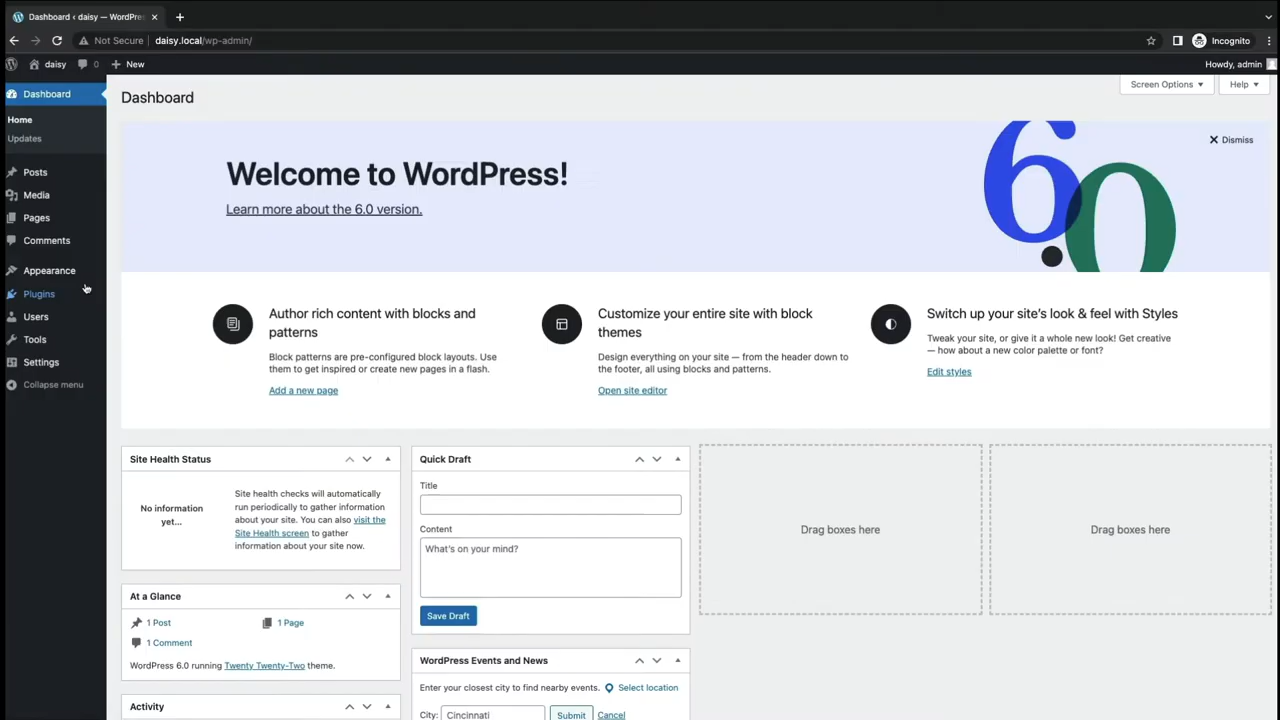 Dashboard ‹ daisy — WordPre
Not Secure daisy.local/wp-admin/
Incognito
daisy 0 New
Howdy, admin
Dashboard
Home
Updates
Posts
Media
Pages
Comments
Appearance
Plugins
Users
Tools
Settings
Collapse menu
Screen Options
Help
Dashboard
Welcome to WordPress!
Learn more about the 6.0 version.
6.0
Dismiss
Author rich content with blocks and
patterns
Block patterns are pre-configured block layouts. Use
them to get inspired or create new pages in a flash.
Add a new page
Customize your entire site with block
themes
Design everything on your site — from the header down to
the footer, all using blocks and patterns.
Open site editor
Switch up your site's look & feel with Styles
Tweak your site, or give it a whole new look! Get creative
— how about a new color palette or font?
Edit styles
Site Health Status
No information
yet...
Site health checks will automatically
run periodically to gather information
about your site. You can also visit the
Site Health screen to gather
information about your site now.
At a Glance
1 Post
1 Page
1 Comment
WordPress 6.0 running Twenty Twenty-Two theme.
Activity
Quick Draft
Title
Content
What's on your mind?
Save Draft
WordPress Events and News
Enter your closest city to find nearby events. Select location
City: Cincinnati Submit Cancel
Drag boxes here
Drag boxes here